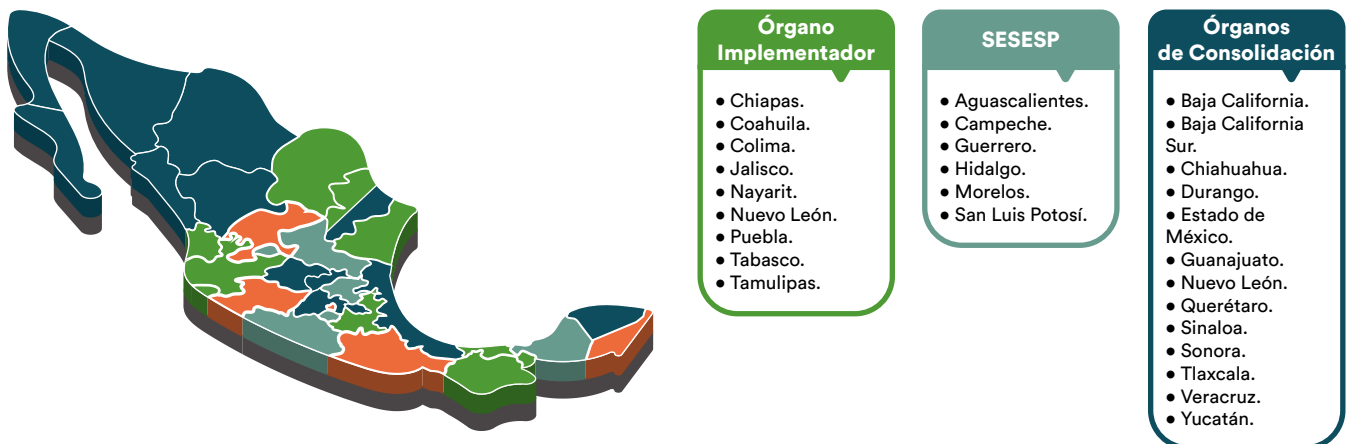 Órgano
Implementador
• Chiapas.
• Coahuila.
• Colima.
• Jalisco.
• Nayarit.
• Nuevo León.
• Puebla.
• Tabasco.
• Tamulipas.
SESESP
• Aguascalientes.
• Campeche.
• Guerrero.
• Hidalgo.
• Morelos.
• San Luis Potosí.
Órganos
de Consolidación
• Baja California.
• Baja California
Sur.
• Chiahuahua.
• Durango.
• Estado de
México.
• Guanajuato.
• Nuevo León.
• Querétaro.
• Sinaloa.
• Sonora.
• Tlaxcala.
• Veracruz.
• Yucatán.